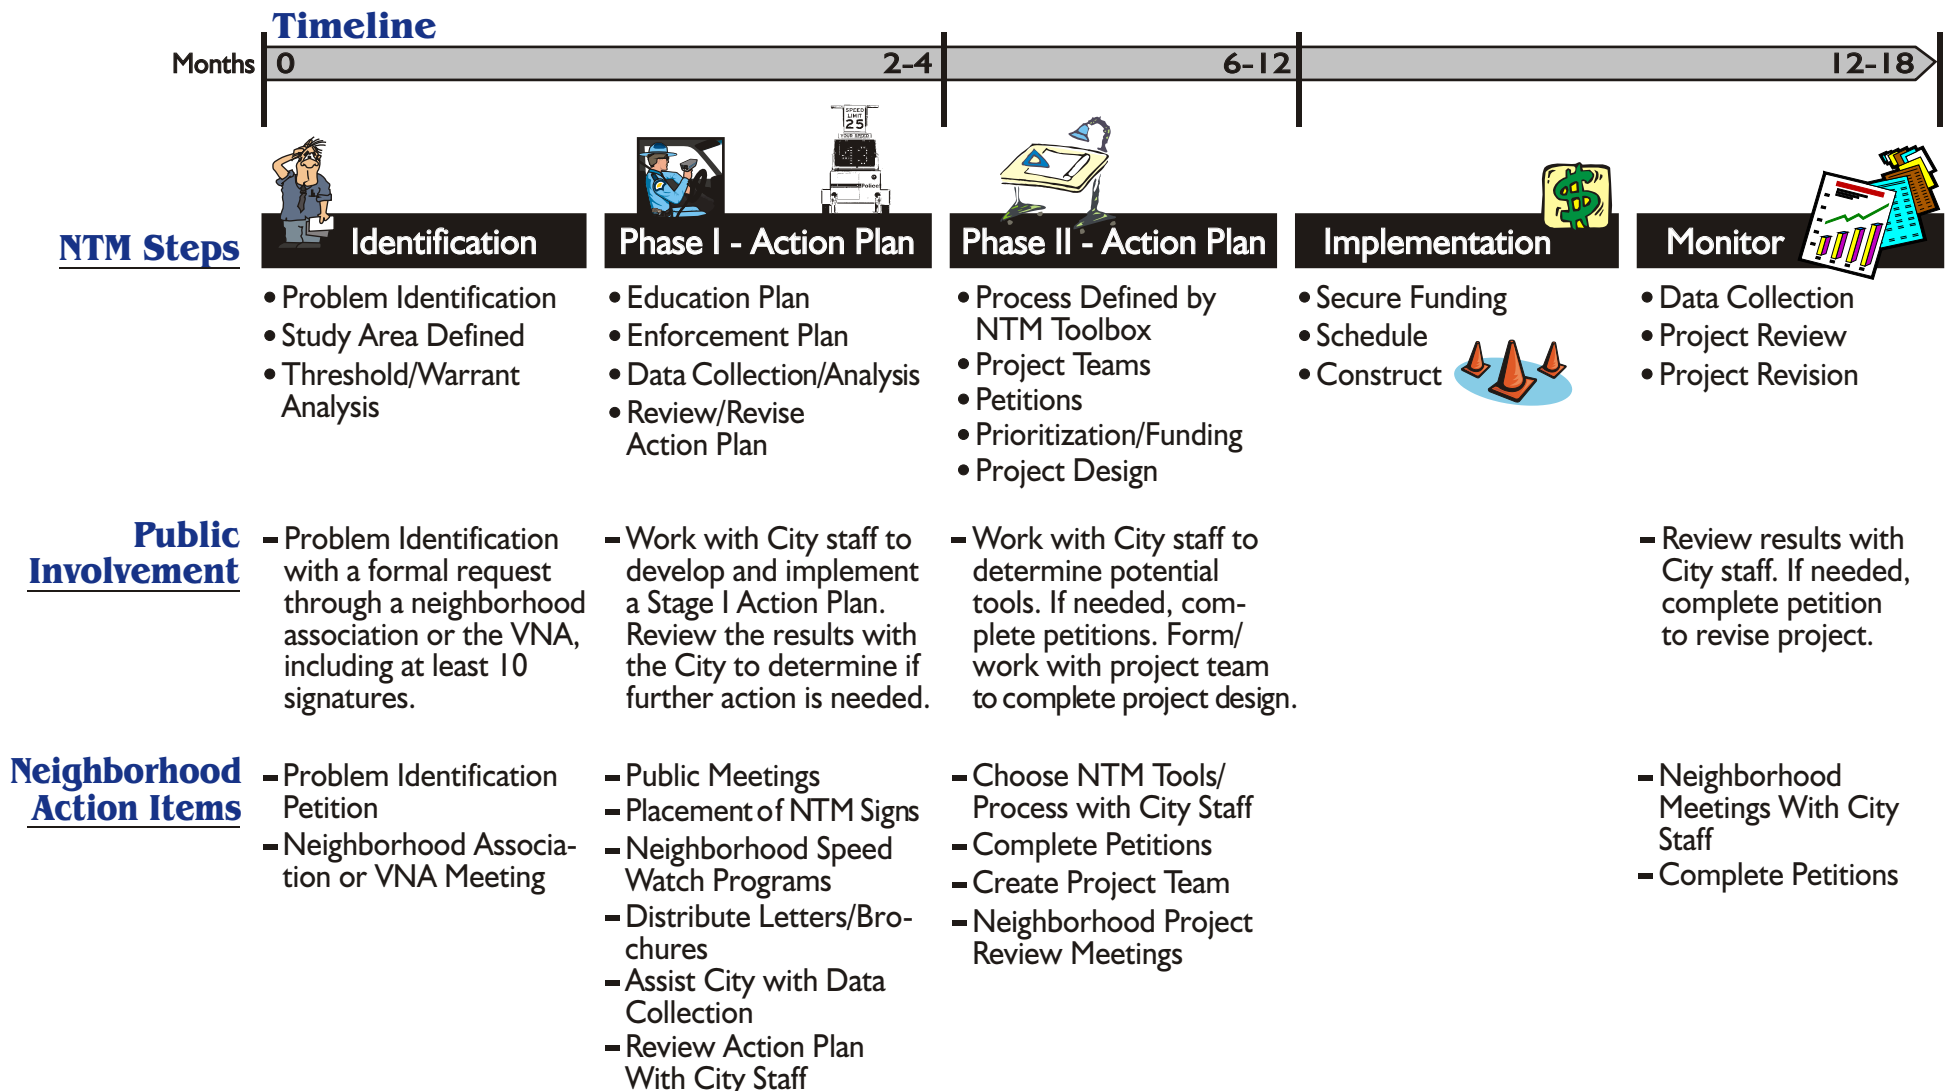 Timeline
Months 0 2-4 6-12 12-18
SPEED
LIMIT
25
YOUR SPEED
Police
NTM Steps
Identification
• Problem Identification
• Study Area Defined
• Threshold/Warrant
Analysis
Phase I - Action Plan
• Education Plan
• Enforcement Plan
• Data Collection/Analysis
• Review/Revise
Action Plan
Phase II - Action Plan
• Process Defined by
NTM Toolbox
• Project Teams
• Petitions
• Prioritization/Funding
• Project Design
Implementation
• Secure Funding
• Schedule
• Construct
Monitor
• Data Collection
• Project Review
• Project Revision
Public
Involvement
– Problem Identification
with a formal request
through a neighborhood
association or the VNA,
including at least 10
signatures.
– Work with City staff to
develop and implement
a Stage I Action Plan.
Review the results with
the City to determine if
further action is needed.
– Work with City staff to
determine potential
tools. If needed, com-
plete petitions. Form/
work with project team
to complete project design.
– Review results with
City staff. If needed,
complete petition
to revise project.
Neighborhood
Action Items
– Problem Identification
Petition
– Neighborhood Associa-
tion or VNA Meeting
– Public Meetings
– Placement of NTM Signs
– Neighborhood Speed
Watch Programs
– Distribute Letters/Bro-
chures
– Assist City with Data
Collection
– Review Action Plan
With City Staff
– Choose NTM Tools/
Process with City Staff
– Complete Petitions
– Create Project Team
– Neighborhood Project
Review Meetings
– Neighborhood
Meetings With City
Staff
– Complete Petitions